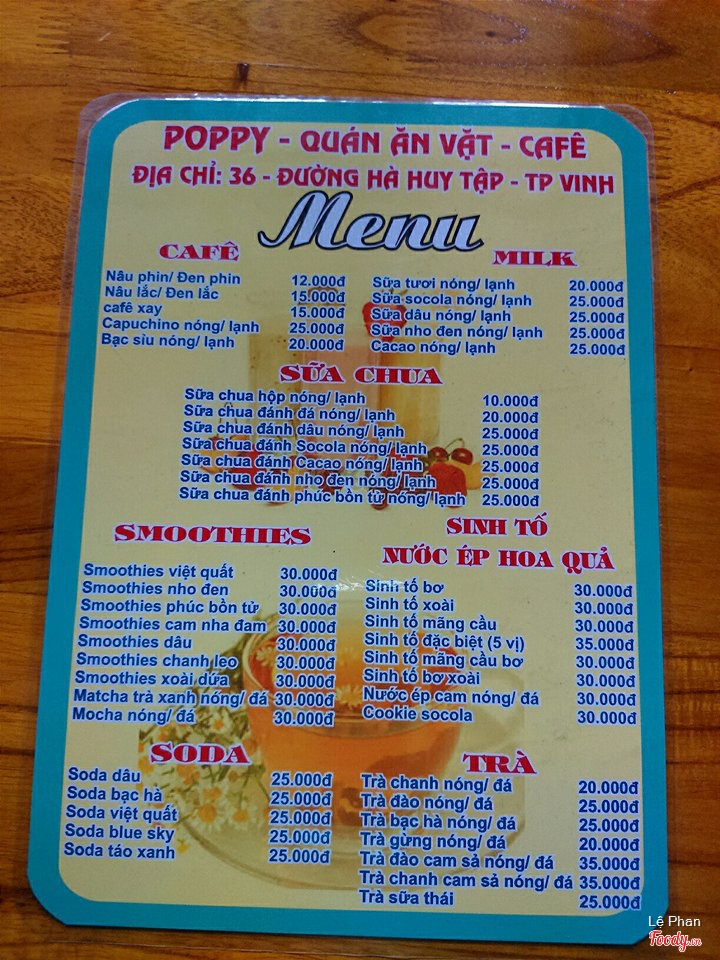 POPPY - QUÁN ĂN VẶT - CAFÊ
ĐỊA CHỈ: 36 - ĐƯỜNG HÀ HUY TẬP - TP VINH
Menu
CAFÊ
Nâu phin/ Đen phin 12.000đ
Nâu lắc/ Đen lắc 15.000đ
cafê xay 15.000đ
Capuchino nóng/ lạnh 25.000đ
Bạc sỉu nóng/ lạnh 20.000đ
MILK
Sữa tươi nóng/ lạnh 20.000đ
Sữa socola nóng/ lạnh 25.000đ
Sữa dâu nóng/ lạnh 25.000đ
Sữa nho đen nóng/ lạnh 25.000đ
Cacao nóng/ lạnh 25.000đ
SỮA CHUA
Sữa chua hộp nóng/ lạnh 10.000đ
Sữa chua đánh đá nóng/ lạnh 20.000đ
Sữa chua đánh dâu nóng/ lạnh 25.000đ
Sữa chua đánh Socola nóng/ lạnh 25.000đ
Sữa chua đánh Cacao nóng/ lạnh 25.000đ
Sữa chua đánh nho đen nóng/ lạnh 25.000đ
Sữa chua đánh phúc bồn tử nóng/ lạnh 25.000đ
SMOOTHIES
Smoothies việt quất 30.000đ
Smoothies nho đen 30.000đ
Smoothies phúc bồn tử 30.000đ
Smoothies cam nha đam 30.000đ
Smoothies dâu 30.000đ
Smoothies chanh leo 30.000đ
Smoothies xoài dứa 30.000đ
Matcha trà xanh nóng/ đá 30.000đ
Mocha nóng/ đá 30.000đ
SINH TỐ
NƯỚC ÉP HOA QUẢ
Sinh tố bơ 30.000đ
Sinh tố xoài 30.000đ
Sinh tố mãng cầu 30.000đ
Sinh tố đặc biệt (5 vị) 35.000đ
Sinh tố mãng cầu bơ 30.000đ
Sinh tố bơ xoài 30.000đ
Nước ép cam nóng/ đá 30.000đ
Cookie socola 30.000đ
SODA
Soda dâu 25.000đ
Soda bạc hà 25.000đ
Soda việt quất 25.000đ
Soda blue sky 25.000đ
Soda táo xanh 25.000đ
TRÀ
Trà chanh nóng/ đá 20.000đ
Trà đào nóng/ đá 25.000đ
Trà bạc hà nóng/ đá 25.000đ
Trà gừng nóng/ đá 20.000đ
Trà đào cam sả nóng/ đá 35.000đ
Trà chanh cam sả nóng/ đá 35.000đ
Trà sữa thái 25.000đ
Lệ Phan
Foody.vn